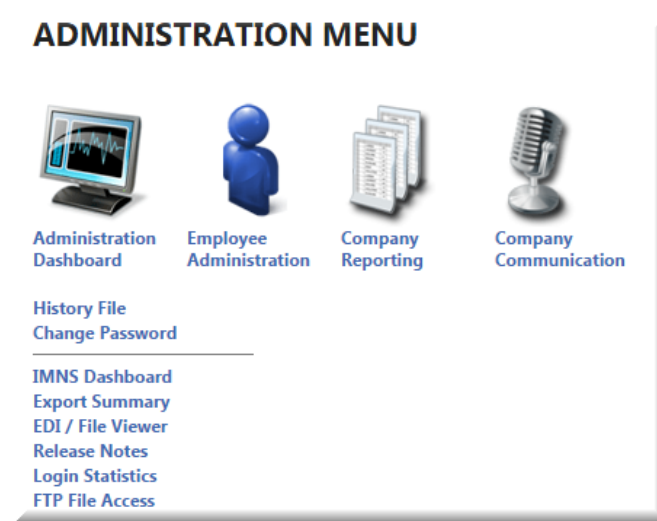 ADMINISTRATION MENU
Administration
Dashboard
Employee
Administration
Company
Reporting
Company
Communication
History File
Change Password
IMNS Dashboard
Export Summary
EDI / File Viewer
Release Notes
Login Statistics
FTP File Access